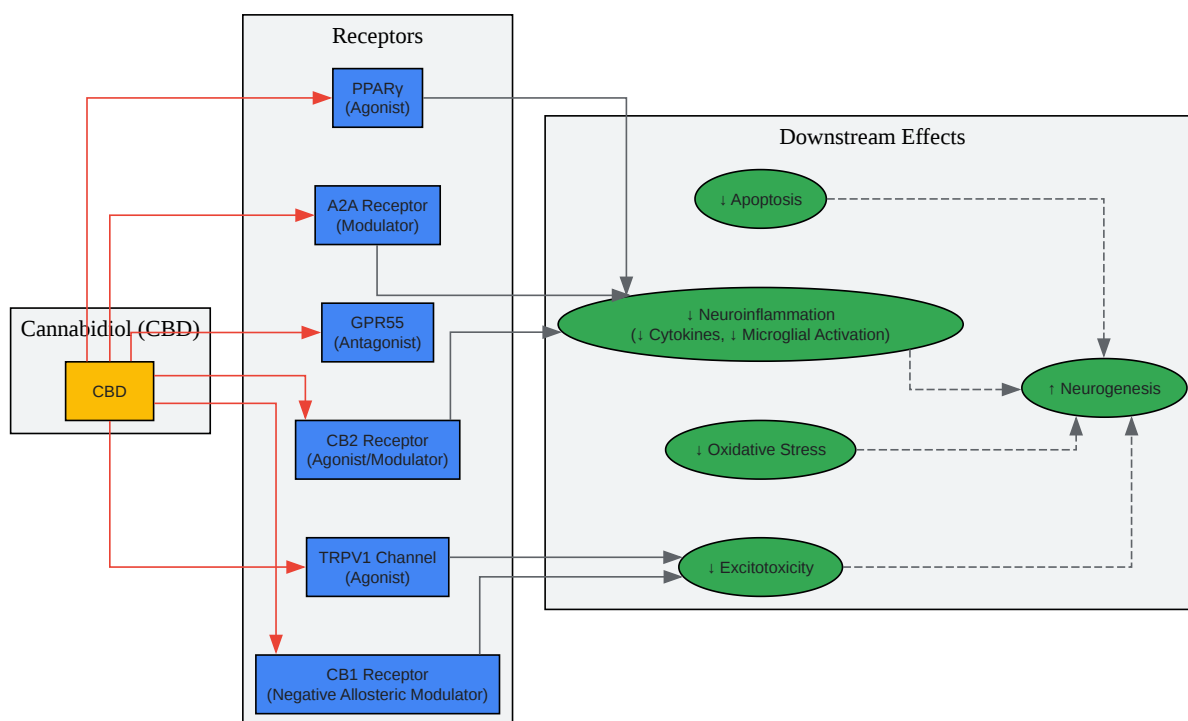 Receptors
PPARγ
(Agonist)
Downstream Effects
A2A Receptor
(Modulator)
↓ Apoptosis
Cannabidiol (CBD)
GPR55
(Antagonist)
↓ Neuroinflammation
(↓ Cytokines, ↓ Microglial Activation)
CBD
↑ Neurogenesis
CB2 Receptor
(Agonist/Modulator)
↓ Oxidative Stress
TRPV1 Channel
(Agonist)
↓ Excitotoxicity
CB1 Receptor
(Negative Allosteric Modulator)